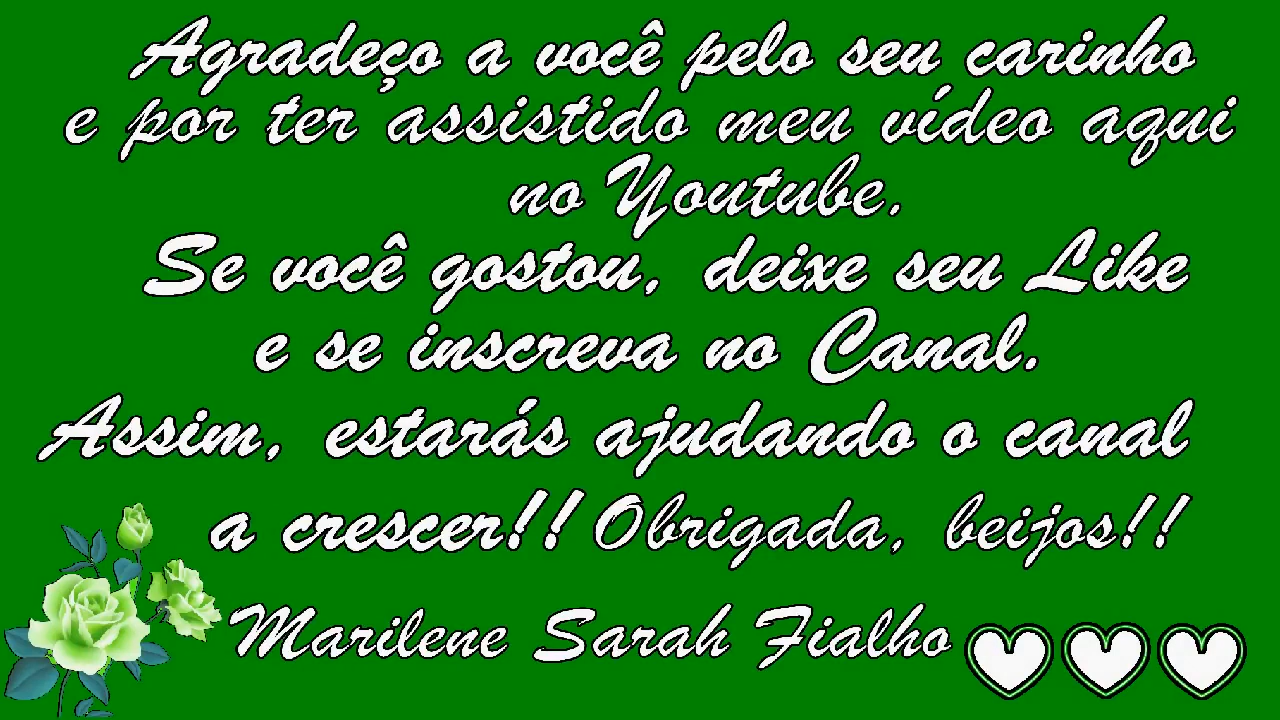 Agradeço a você pelo seu carinho
e por ter assistido meu vídeo aqui
no Youtube.
Se você gostou, deixe seu Like
e se inscreva no Canal.
Assim, estarás ajudando o canal
a crescer!! Obrigada, beijos!!
Marilene Sarah Fialho